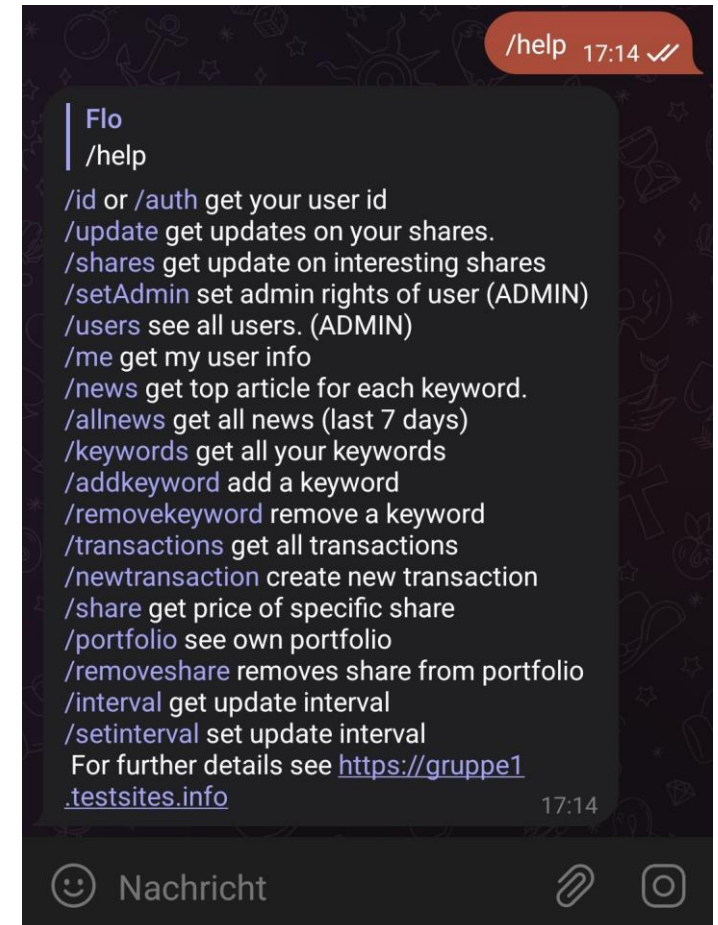 /help 17:14
Flo
/help
/id or /auth get your user id
/update get updates on your shares.
/shares get update on interesting shares
/setAdmin set admin rights of user (ADMIN)
/users see all users. (ADMIN)
/me get my user info
/news get top article for each keyword.
/allnews get all news (last 7 days)
/keywords get all your keywords
/addkeyword add a keyword
/removekeyword remove a keyword
/transactions get all transactions
/newtransaction create new transaction
/share get price of specific share
/portfolio see own portfolio
/removeshare removes share from portfolio
/interval get update interval
/setinterval set update interval
For further details see https://gruppe1
.testsites.info 17:14
Nachricht